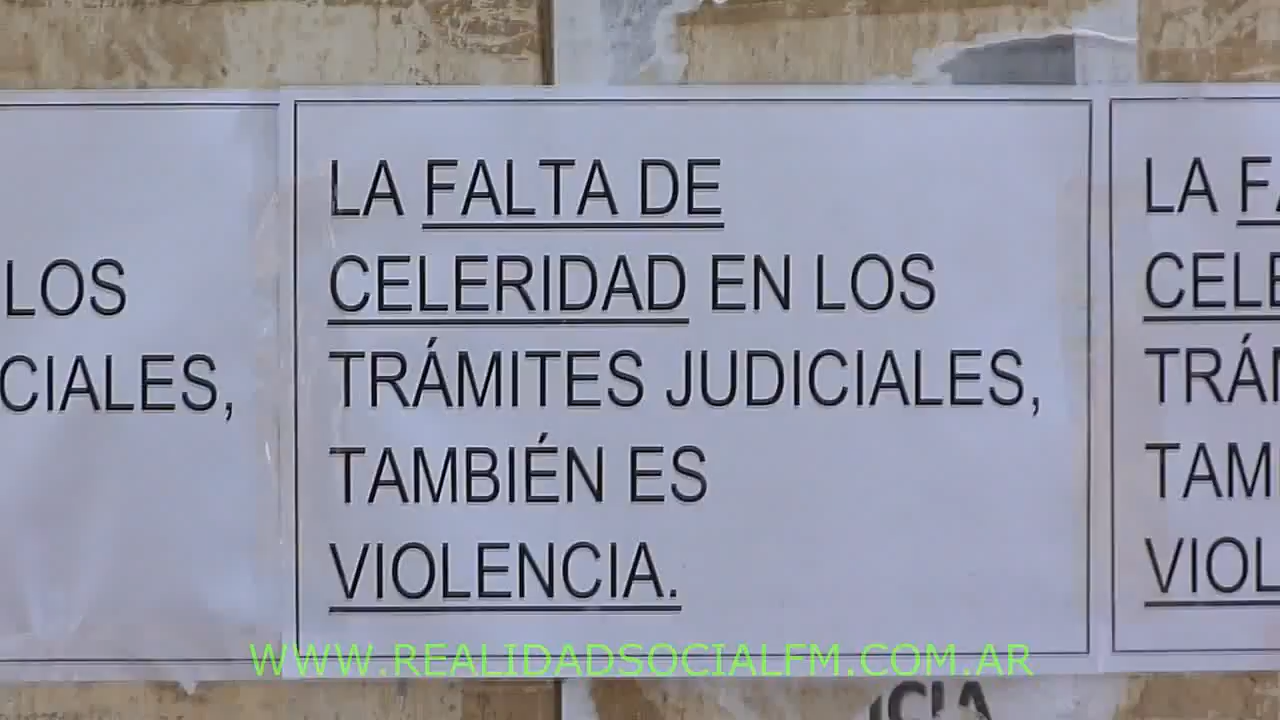 LA FALTA DE
CELERIDAD EN LOS
TRÁMITES JUDICIALES,
TAMBIÉN ES
VIOLENCIA.
LOS
CIALES,
LA FA
CELE
TRÁM
TAM
VIOL
WWW.REALIDADSOCIALFM.COM.AR